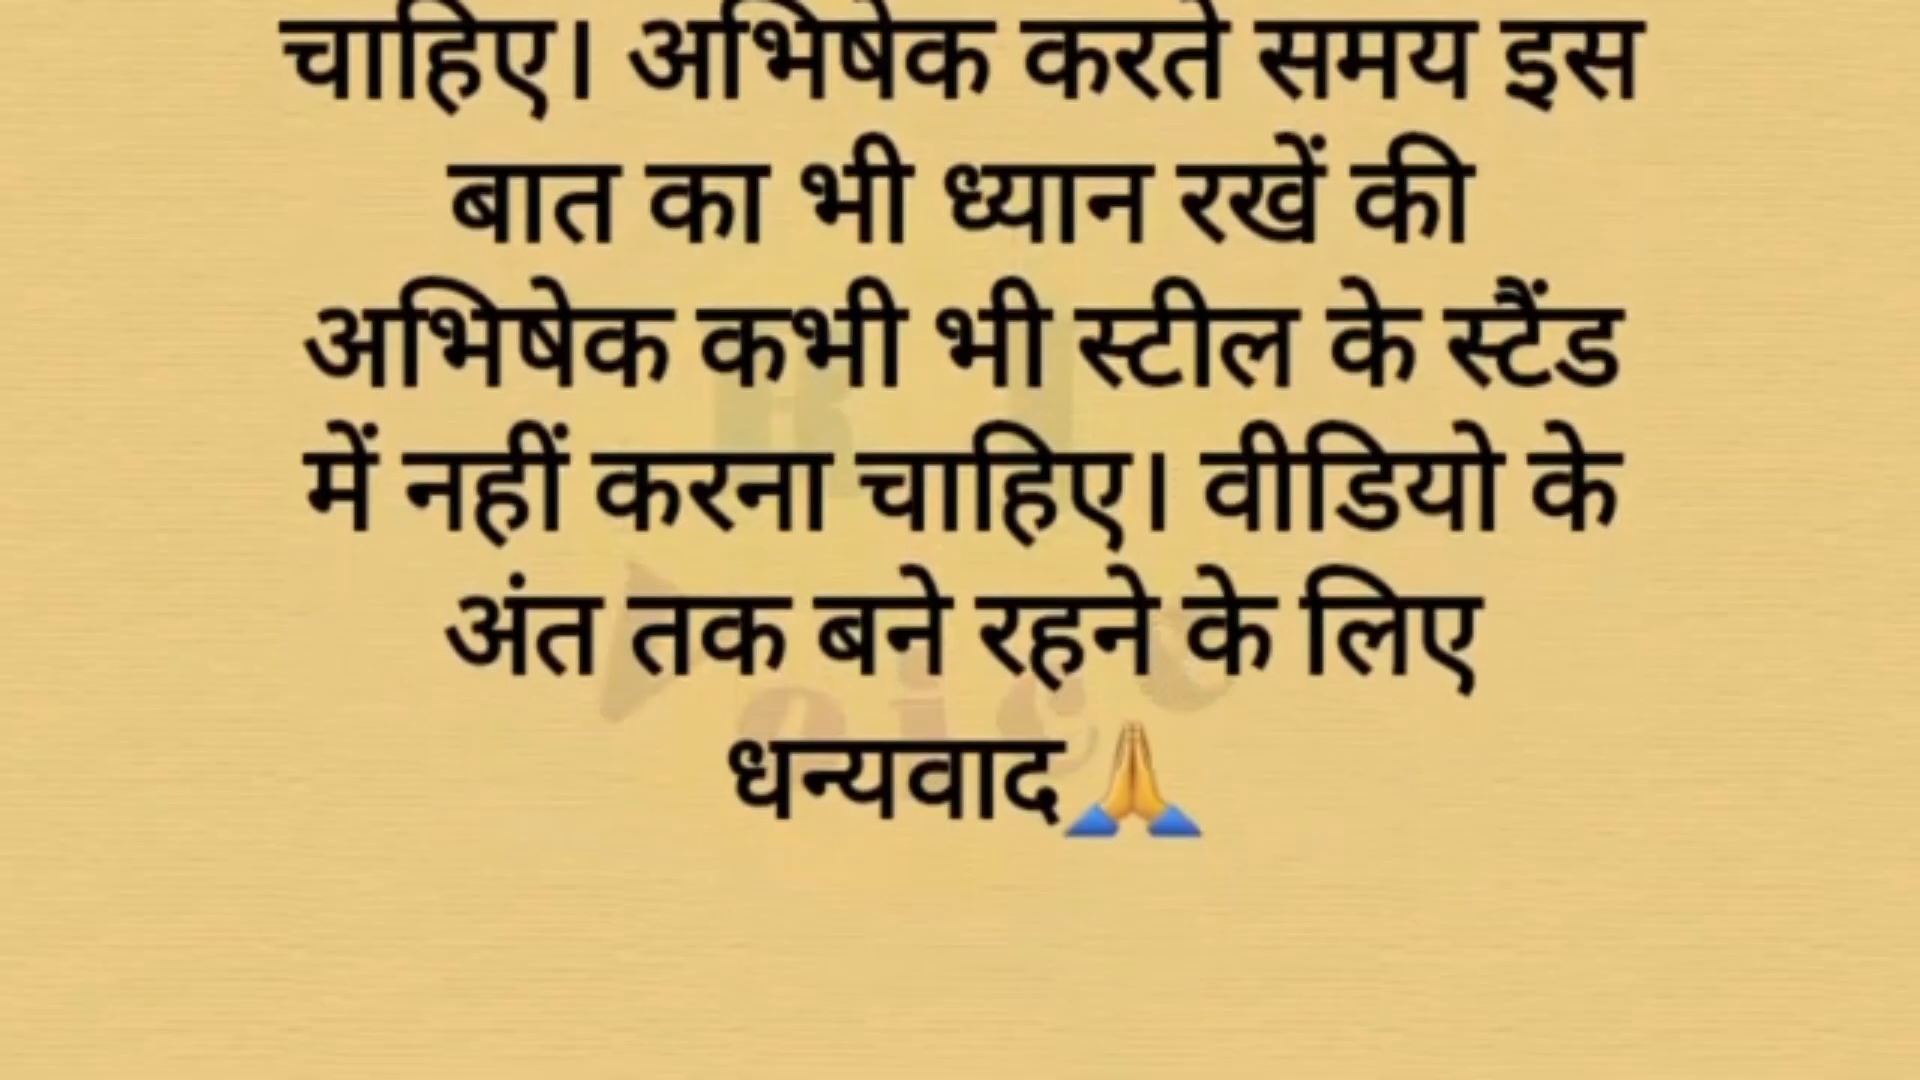 चाहिए। अभिषेक करते समय इस
बात का भी ध्यान रखें की
अभिषेक कभी भी स्टील के स्टैंड
में नहीं करना चाहिए। वीडियो के
अंत तक बने रहने के लिए
धन्यवाद🙏